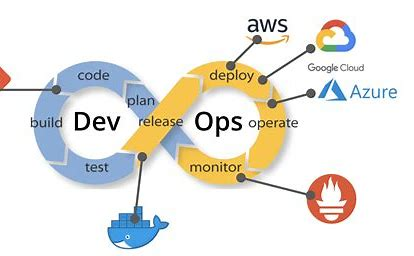 aws
Google Cloud
Azure
code
deploy
plan
build
Dev
release
Ops
operate
test
monitor